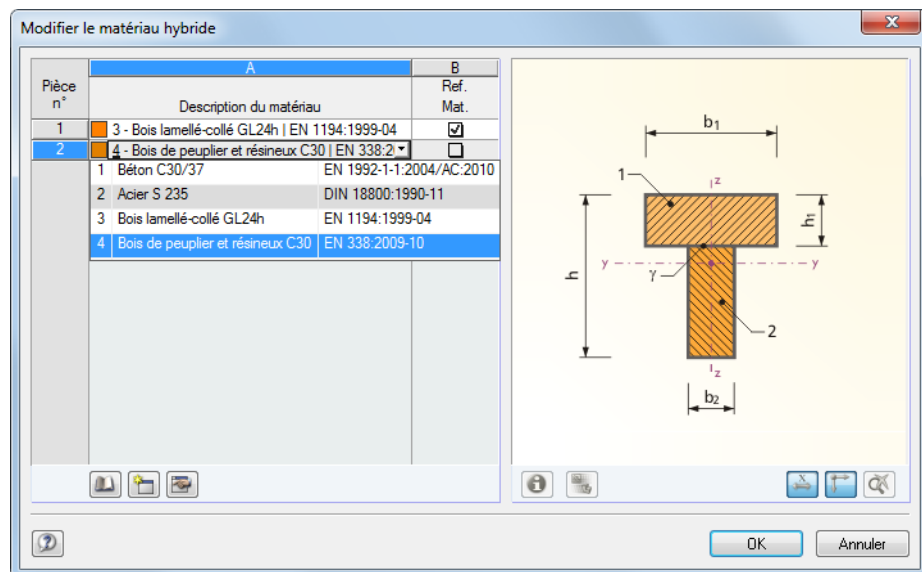 Modifier le matériau hybride
X
A B
Pièce n° Description du matériau Ref. Mat.
1 3 - Bois lamellé-collé GL24h | EN 1194:1999-04
2 4 - Bois de peuplier et résineux C30 | EN 338:2
1 Béton C30/37 EN 1992-1-1:2004/AC:2010
2 Acier S 235 DIN 18800:1990-11
3 Bois lamellé-collé GL24h EN 1194:1999-04
4 Bois de peuplier et résineux C30 EN 338:2009-10
b1
1
z
h1
h
y
γ
y
2
z
b2
i
X
?
OK
Annuler